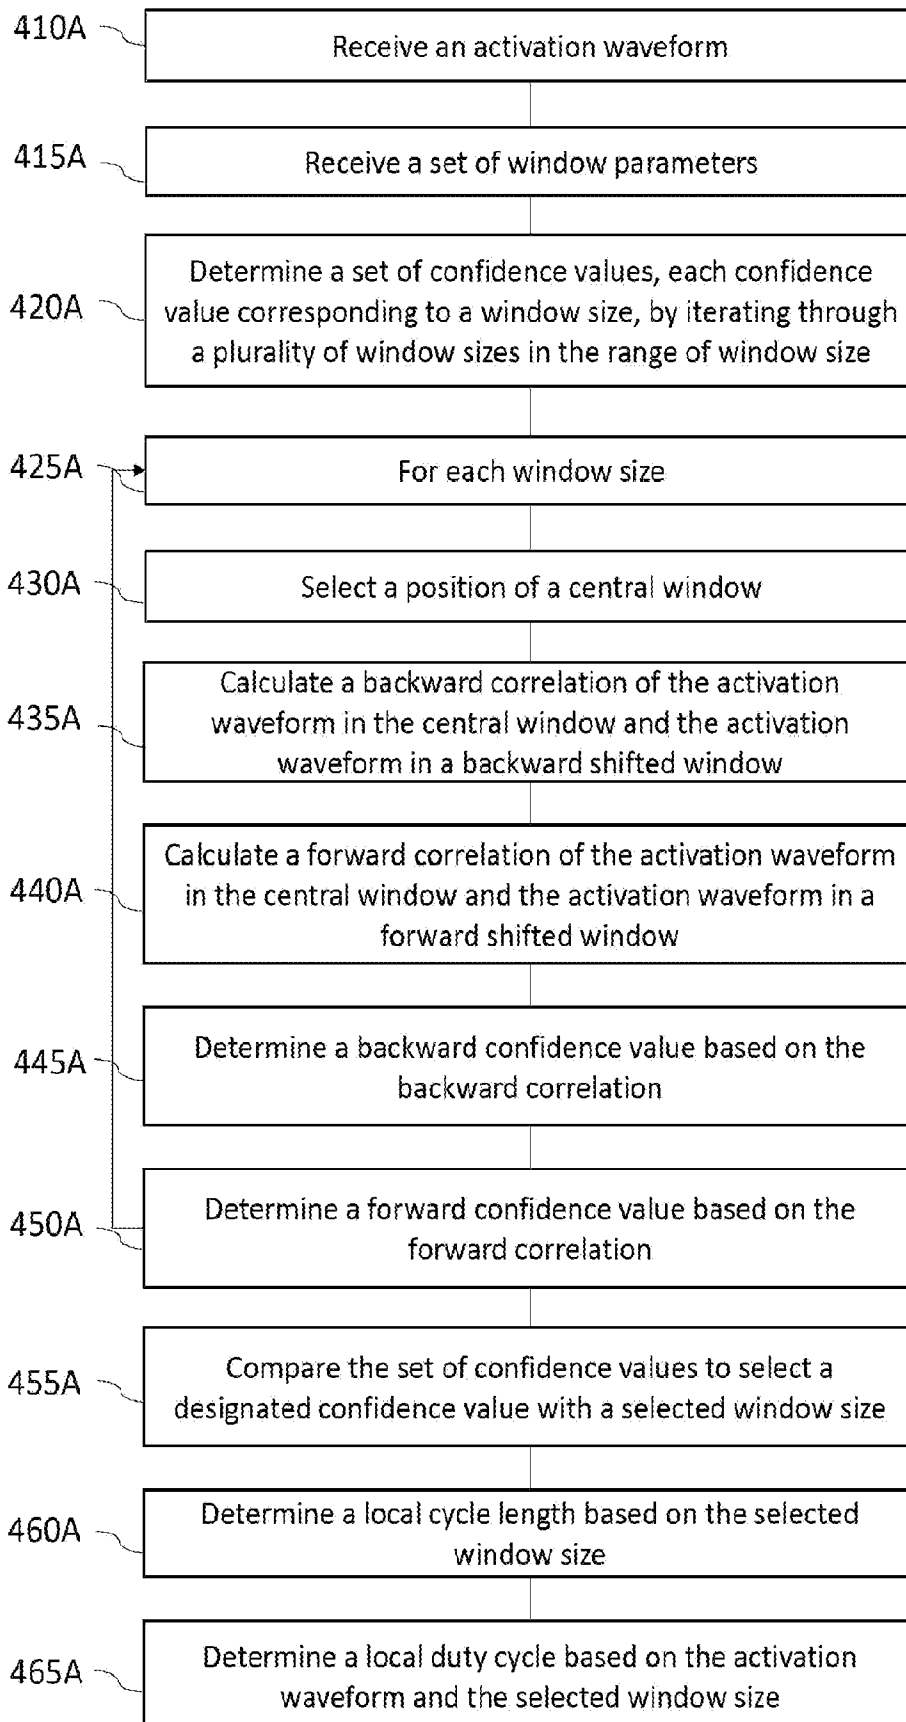 410A
Receive an activation waveform
415A
Receive a set of window parameters
420A
Determine a set of confidence values, each confidence
value corresponding to a window size, by iterating through
a plurality of window sizes in the range of window size
425A
For each window size
430A
Select a position of a central window
435A
Calculate a backward correlation of the activation
waveform in the central window and the activation
waveform in a backward shifted window
440A
Calculate a forward correlation of the activation waveform
in the central window and the activation waveform in a
forward shifted window
445A
Determine a backward confidence value based on the
backward correlation
450A
Determine a forward confidence value based on the
forward correlation
455A
Compare the set of confidence values to select a
designated confidence value with a selected window size
460A
Determine a local cycle length based on the selected
window size
465A
Determine a local duty cycle based on the activation
waveform and the selected window size